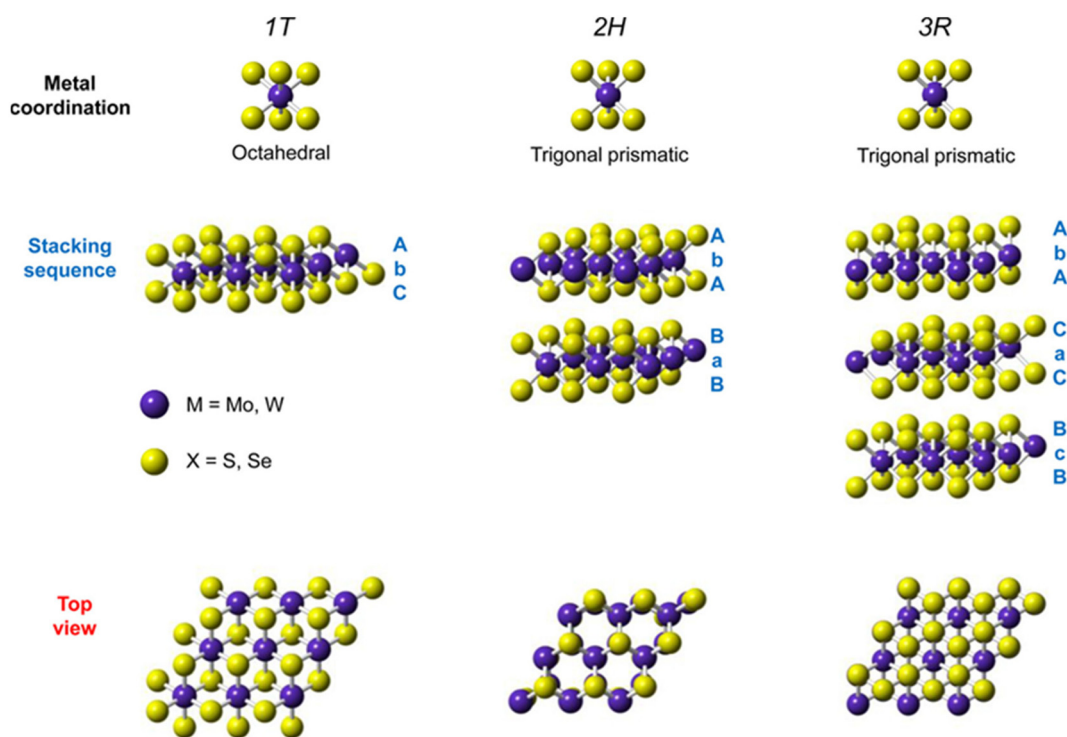 1T
2H
3R
Metal
coordination
Octahedral
Trigonal prismatic
Trigonal prismatic
Stacking
sequence
A
b
C
A
b
A
B
a
B
A
b
A
C
a
C
B
c
B
M = Mo, W
X = S, Se
Top
view